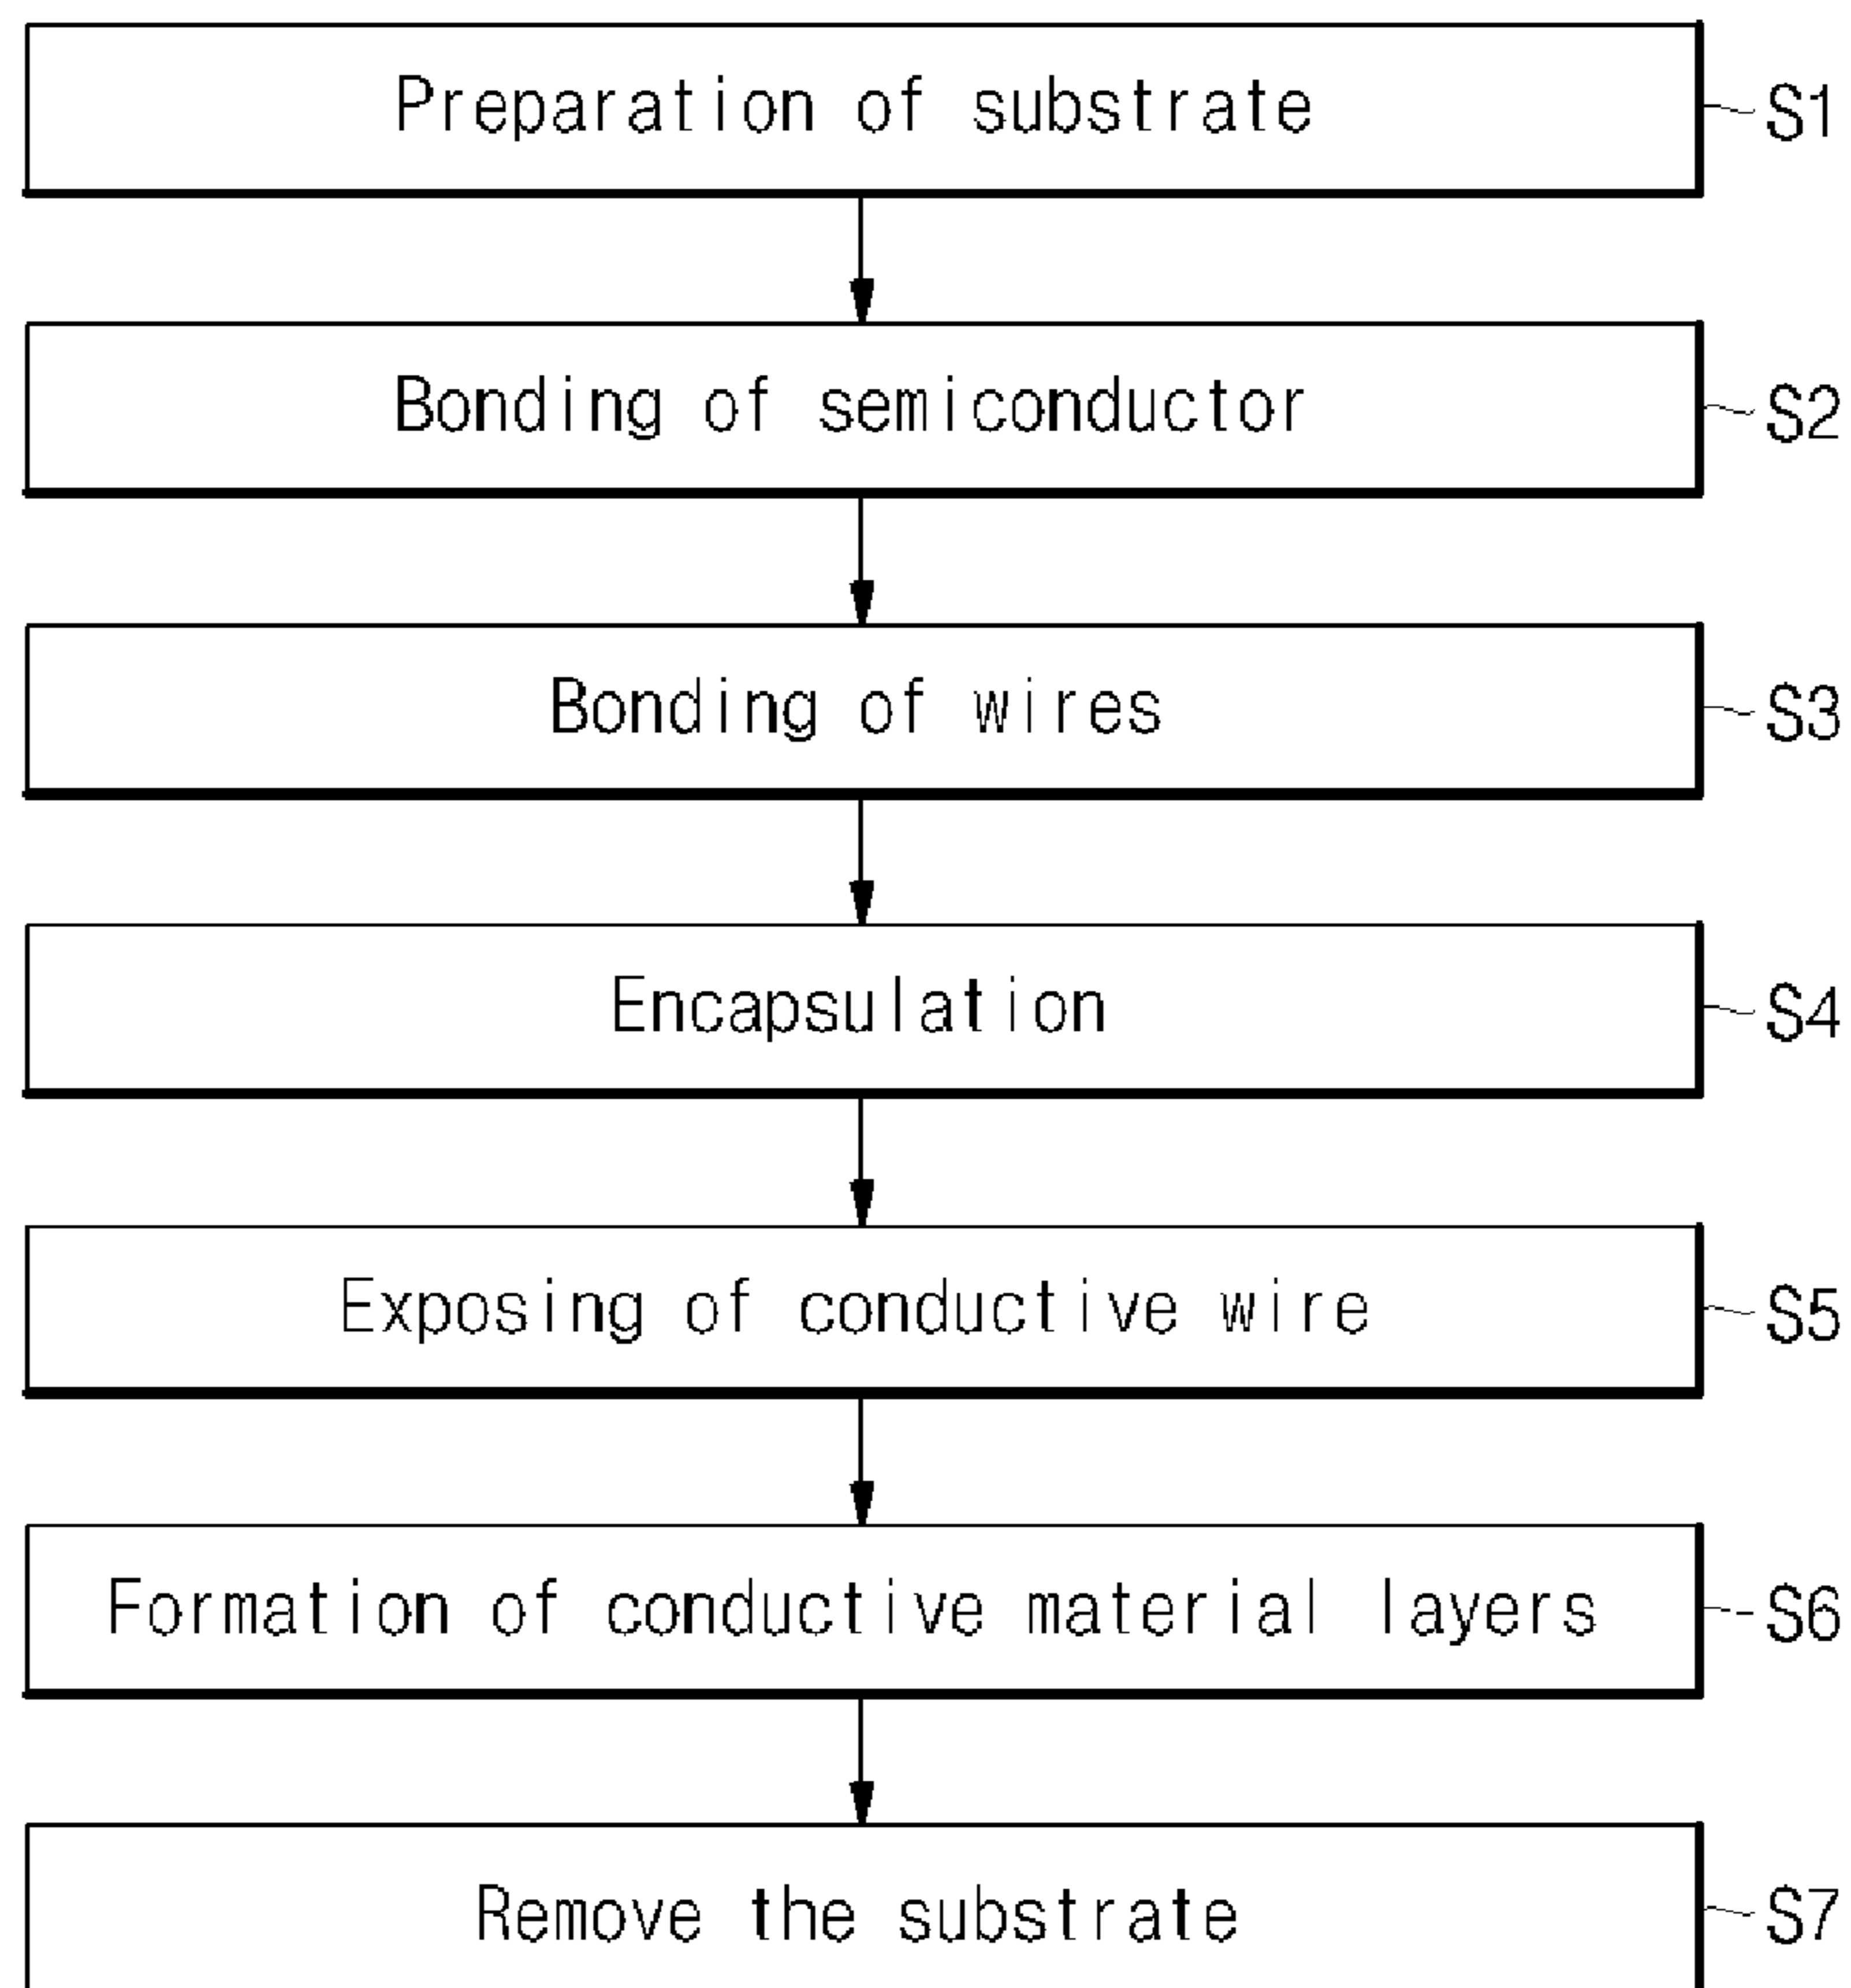 Preparation of substrate S1
Bonding of semiconductor S2
Bonding of wires S3
Encapsulation S4
Exposing of conductive wire S5
Formation of conductive material layers S6
Remove the substrate S7